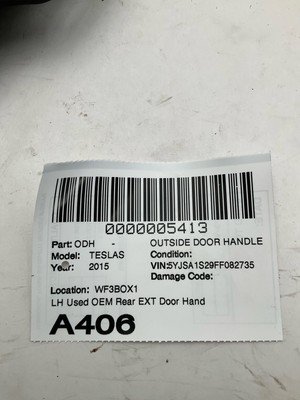 0000005413
Part: ODH - OUTSIDE DOOR HANDLE
Model: TESLAS Condition:
Year: 2015 VIN:5YJSA1S29FF082735
Damage Code:
Location: WF3BOX1
LH Used OEM Rear EXT Door Hand
A406